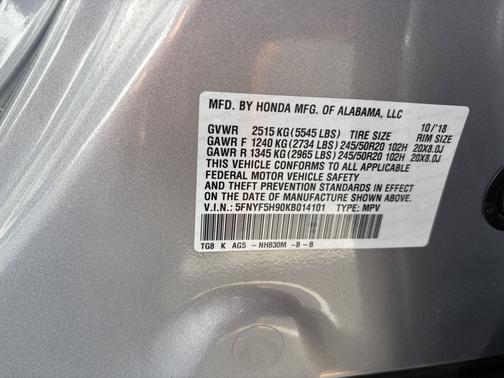 MFD. BY HONDA MFG. OF ALABAMA, LLC
10/'18
GVWR 2515 KG(5545 LBS) TIRE SIZE RIM SIZE
GAWR F 1240 KG(2734 LBS) 245/50R20 102H 20X8.0J
GAWR R 1345 KG(2965 LBS) 245/50R20 102H 20X8.0J
THIS VEHICLE CONFORMS TO ALL APPLICABLE
FEDERAL MOTOR VEHICLE SAFETY
AND THEFT PREVENTION STANDARDS IN EFFECT
ON THE DATE OF MANUFACTURE SHOWN ABOVE.
V.I.N.: 5FNYF5H90KB014101 TYPE: MPV
TG8 K AG5 -NH830M -B-B